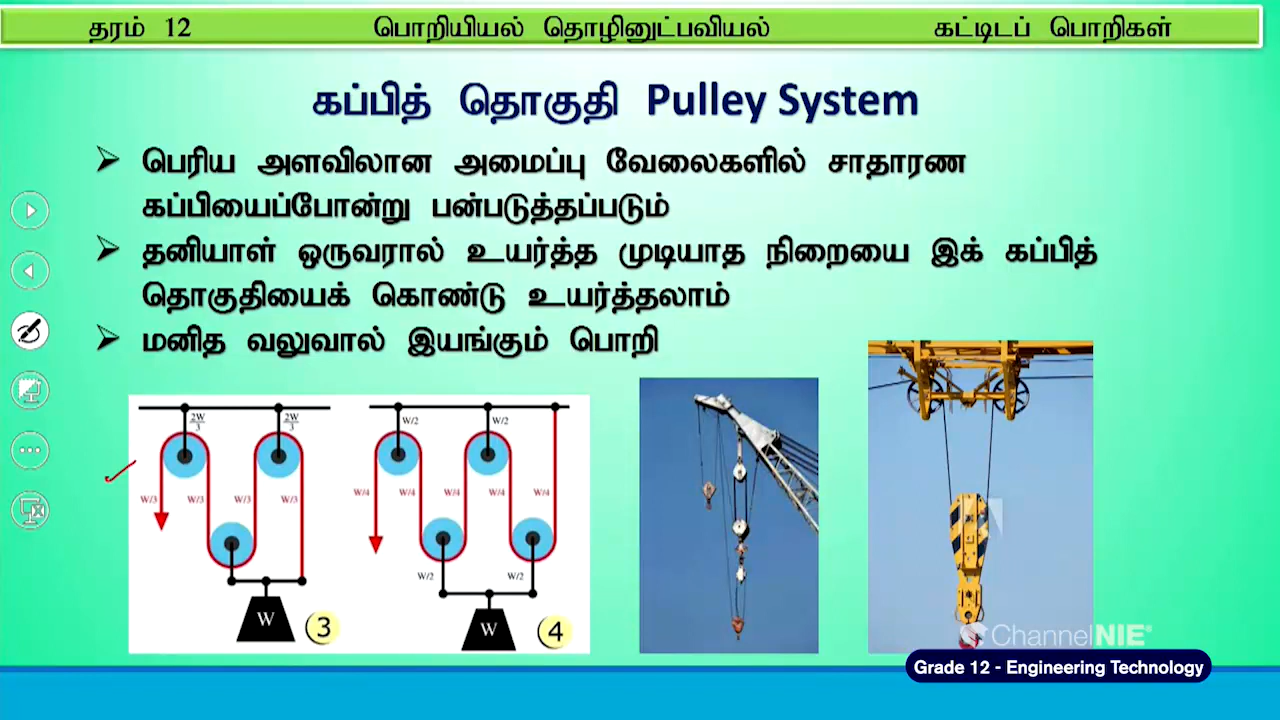 தரம் 12 பொறியியல் தொழினுட்பவியல் கட்டிடப் பொறிகள்
கப்பித் தொகுதி Pulley System
➢ பெரிய அளவிலான அமைப்பு வேலைகளில் சாதாரண
கப்பியைப்போன்று பன்படுத்தப்படும்
➢ தனியாள் ஒருவரால் உயர்த்த முடியாத நிறையை இக் கப்பித்
தொகுதியைக் கொண்டு உயர்த்தலாம்
➢ மனித வலுவால் இயங்கும் பொறி
2W/3 2W/3
W/3 W/3 W/3 W/3
W
3
W/2 W/2
W/4 W/4 W/4 W/4 W/4
W/2 W/2
W
4
ChannelNIE
Grade 12 - Engineering Technology